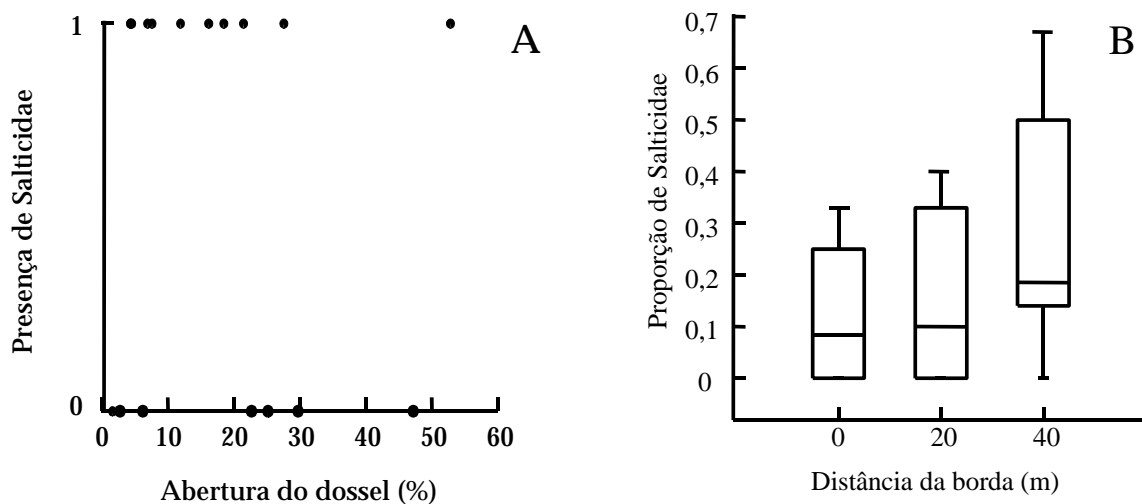 A
Presença de Salticidae
1
0
0 10 20 30 40 50 60
Abertura do dossel (%)
B
Proporção de Salticidae
0,7
0,6
0,5
0,4
0,3
0,2
0,1
0
0 20 40
Distância da borda (m)